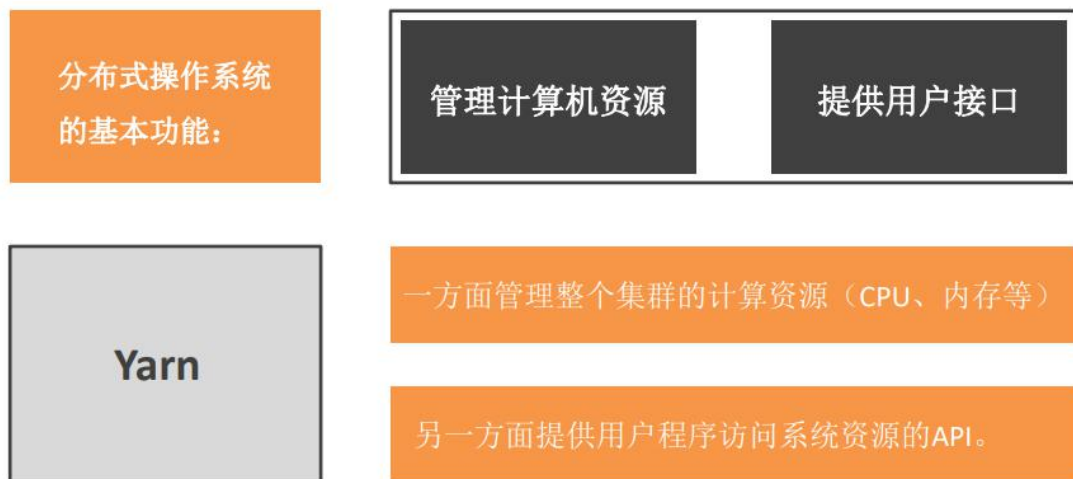 分布式操作系统
的基本功能：
管理计算机资源
提供用户接口
Yarn
一方面管理整个集群的计算资源（CPU、内存等）
另一方面提供用户程序访问系统资源的API。